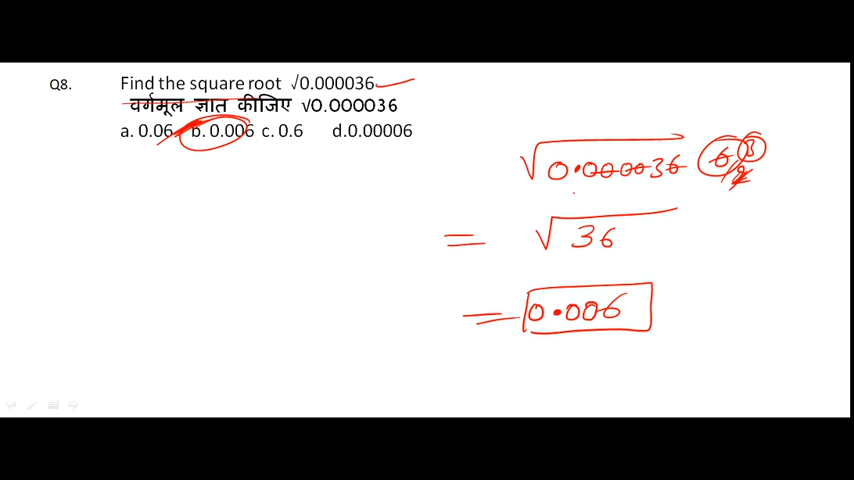 Q8. Find the square root √0.000036
वर्गमूल ज्ञात कीजिए √0.000036
a. 0.06 b. 0.006 c. 0.6 d.0.00006
√0.000036 6/2 3
= √36
= 0.006